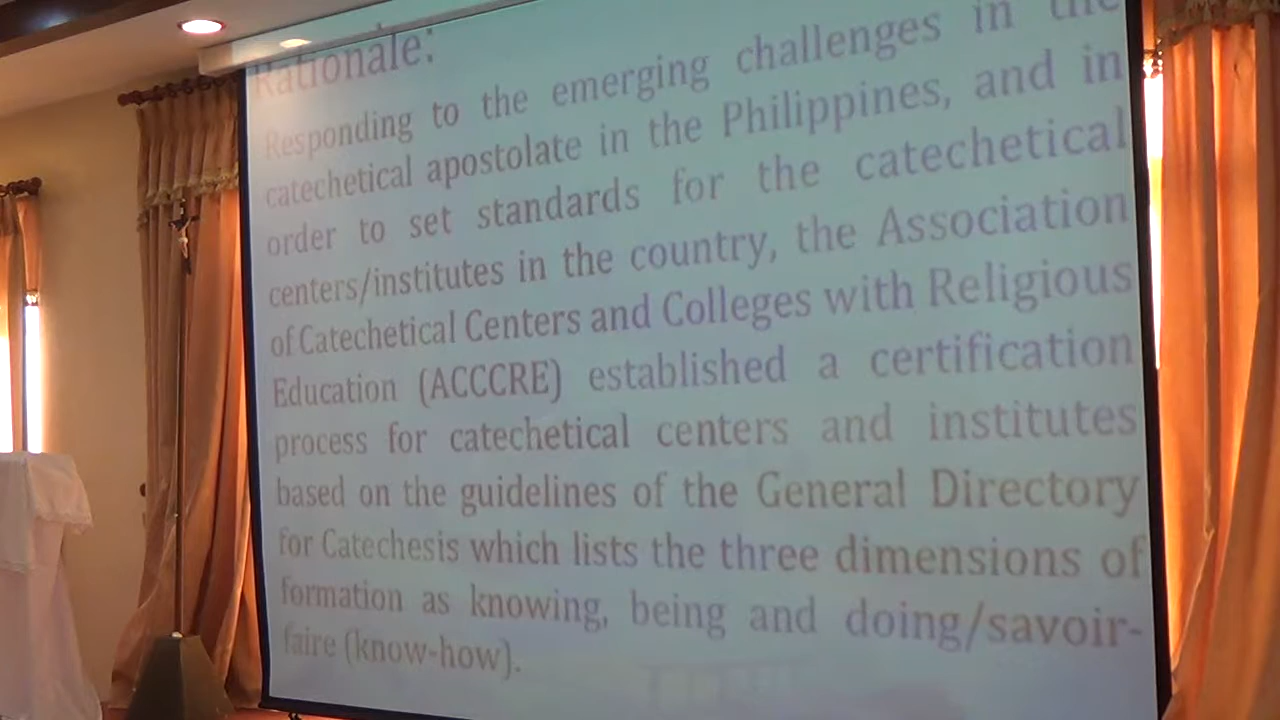 Rationale:
Responding to the emerging challenges in the
catechetical apostolate in the Philippines, and in
order to set standards for the catechetical
centers/institutes in the country, the Association
of Catechetical Centers and Colleges with Religious
Education (ACCCRE) established a certification
process for catechetical centers and institutes
based on the guidelines of the General Directory
for Catechesis which lists the three dimensions of
formation as knowing, being and doing/savoir-
faire (know-how).